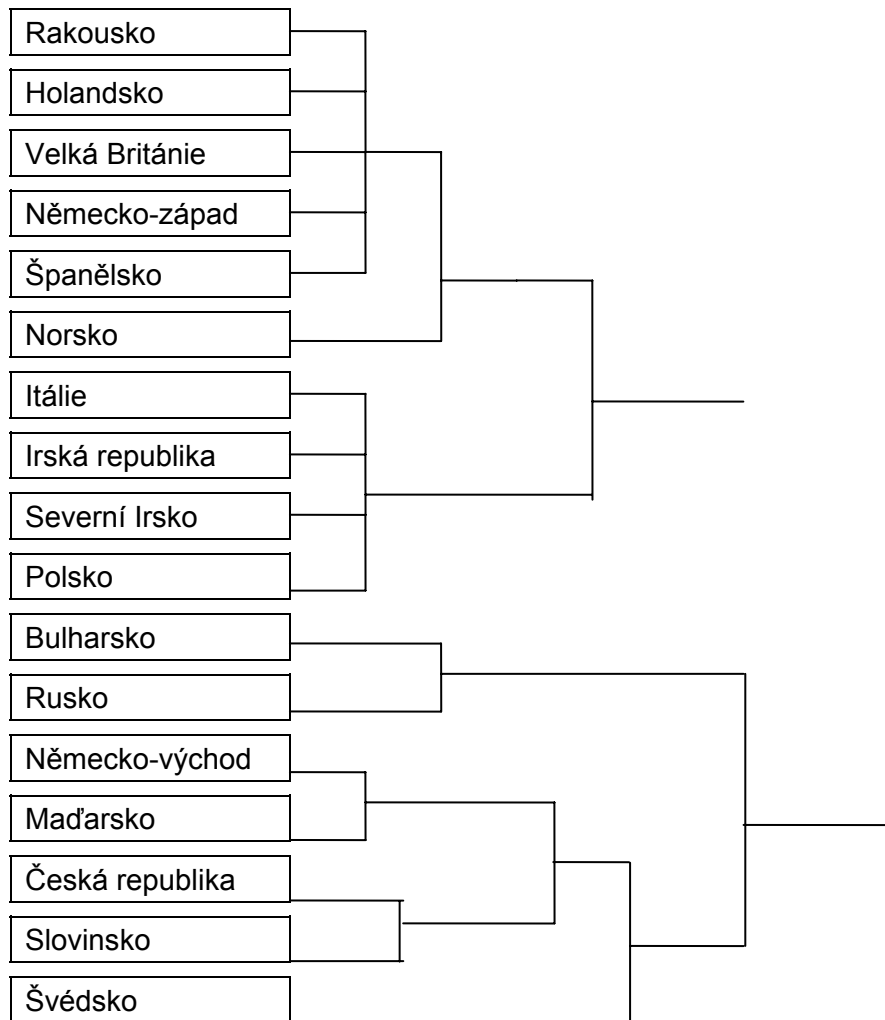 Rakousko
Holandsko
Velká Británie
Německo-západ
Španělsko
Norsko
Itálie
Irská republika
Severní Irsko
Polsko
Bulharsko
Rusko
Německo-východ
Maďarsko
Česká republika
Slovinsko
Švédsko